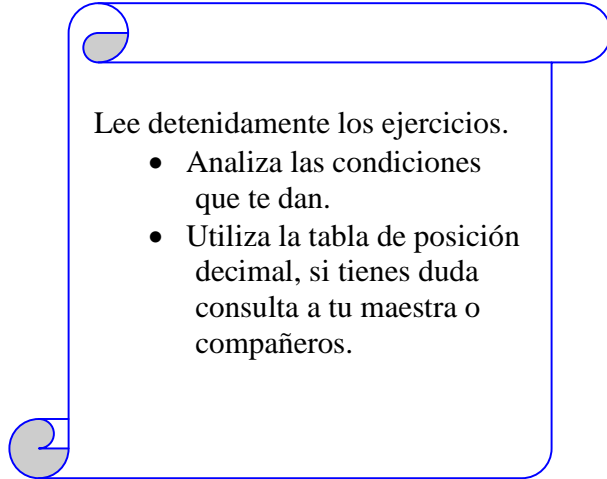 Lee detenidamente los ejercicios.
• Analiza las condiciones
que te dan.
• Utiliza la tabla de posición
decimal, si tienes duda
consulta a tu maestra o
compañeros.